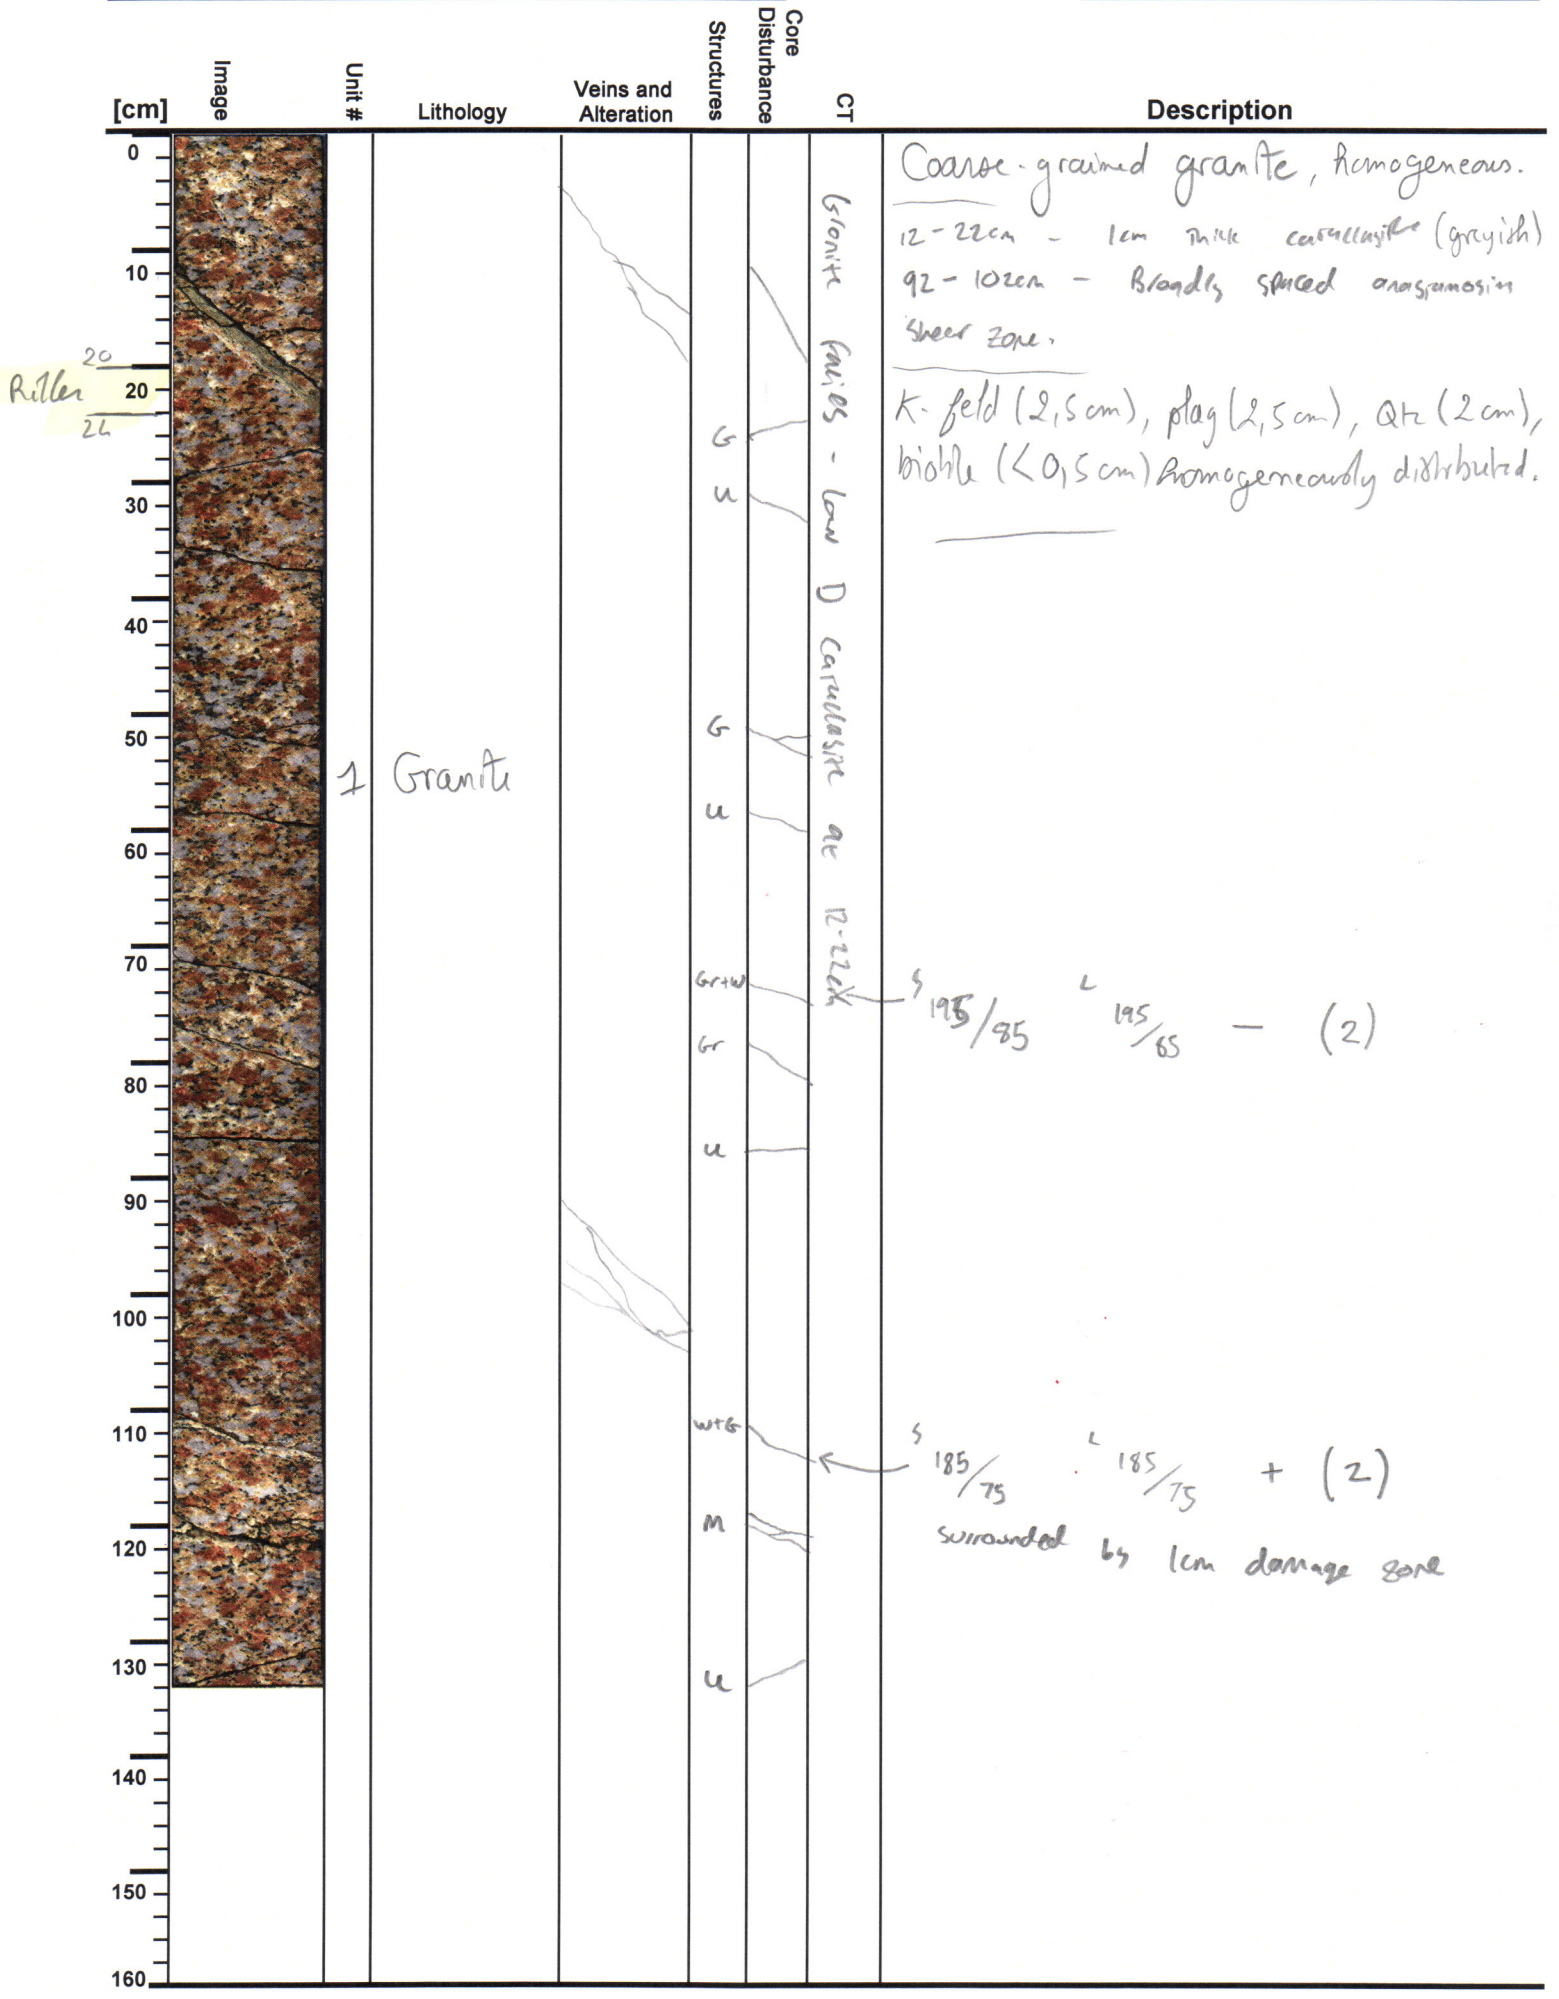 [cm]
Image
Unit #
Lithology
Veins and
Alteration
Structures
Core
Disturbance
CT
Description
0
10
20
30
40
50
60
70
80
90
100
110
120
130
140
150
160
20
Riller
24
1
Granite
G
U
G
U
Gr+W
Gr
U
W+G
M
U
Granite facies - low D cataclasite at 12-22cm
Coarse-grained granite, homogeneous.
12-22cm - 1cm thick cataclasite (greyish)
92-102cm - Broadly spaced
shear zone.
K-feld (2,5 cm), plag (2,5 cm), Qtz (2 cm),
biotite (<0,5 cm) homogeneously distributed.
S 195/85 L 195/65 - (2)
S 185/75 L 185/75 + (2)
surrounded by 1cm damage zone